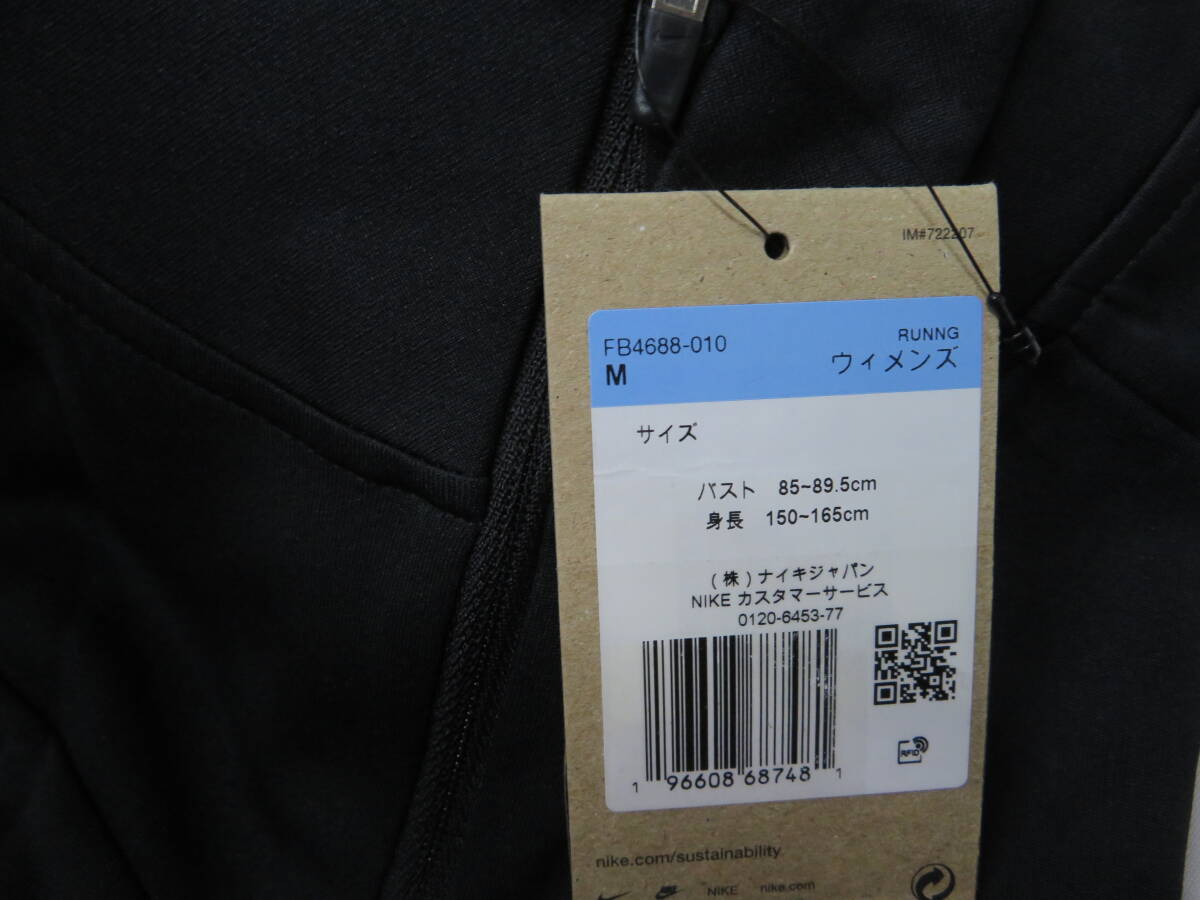 IM#722207
FB4688-010
RUNNG
M
ウィメンズ
サイズ
バスト 85~89.5cm
身長 150~165cm
(株)ナイキジャパン
NIKE カスタマーサービス
0120-6453-77
1 96608 68748 1
RFID
nike.com/sustainability
NIKE nike.com